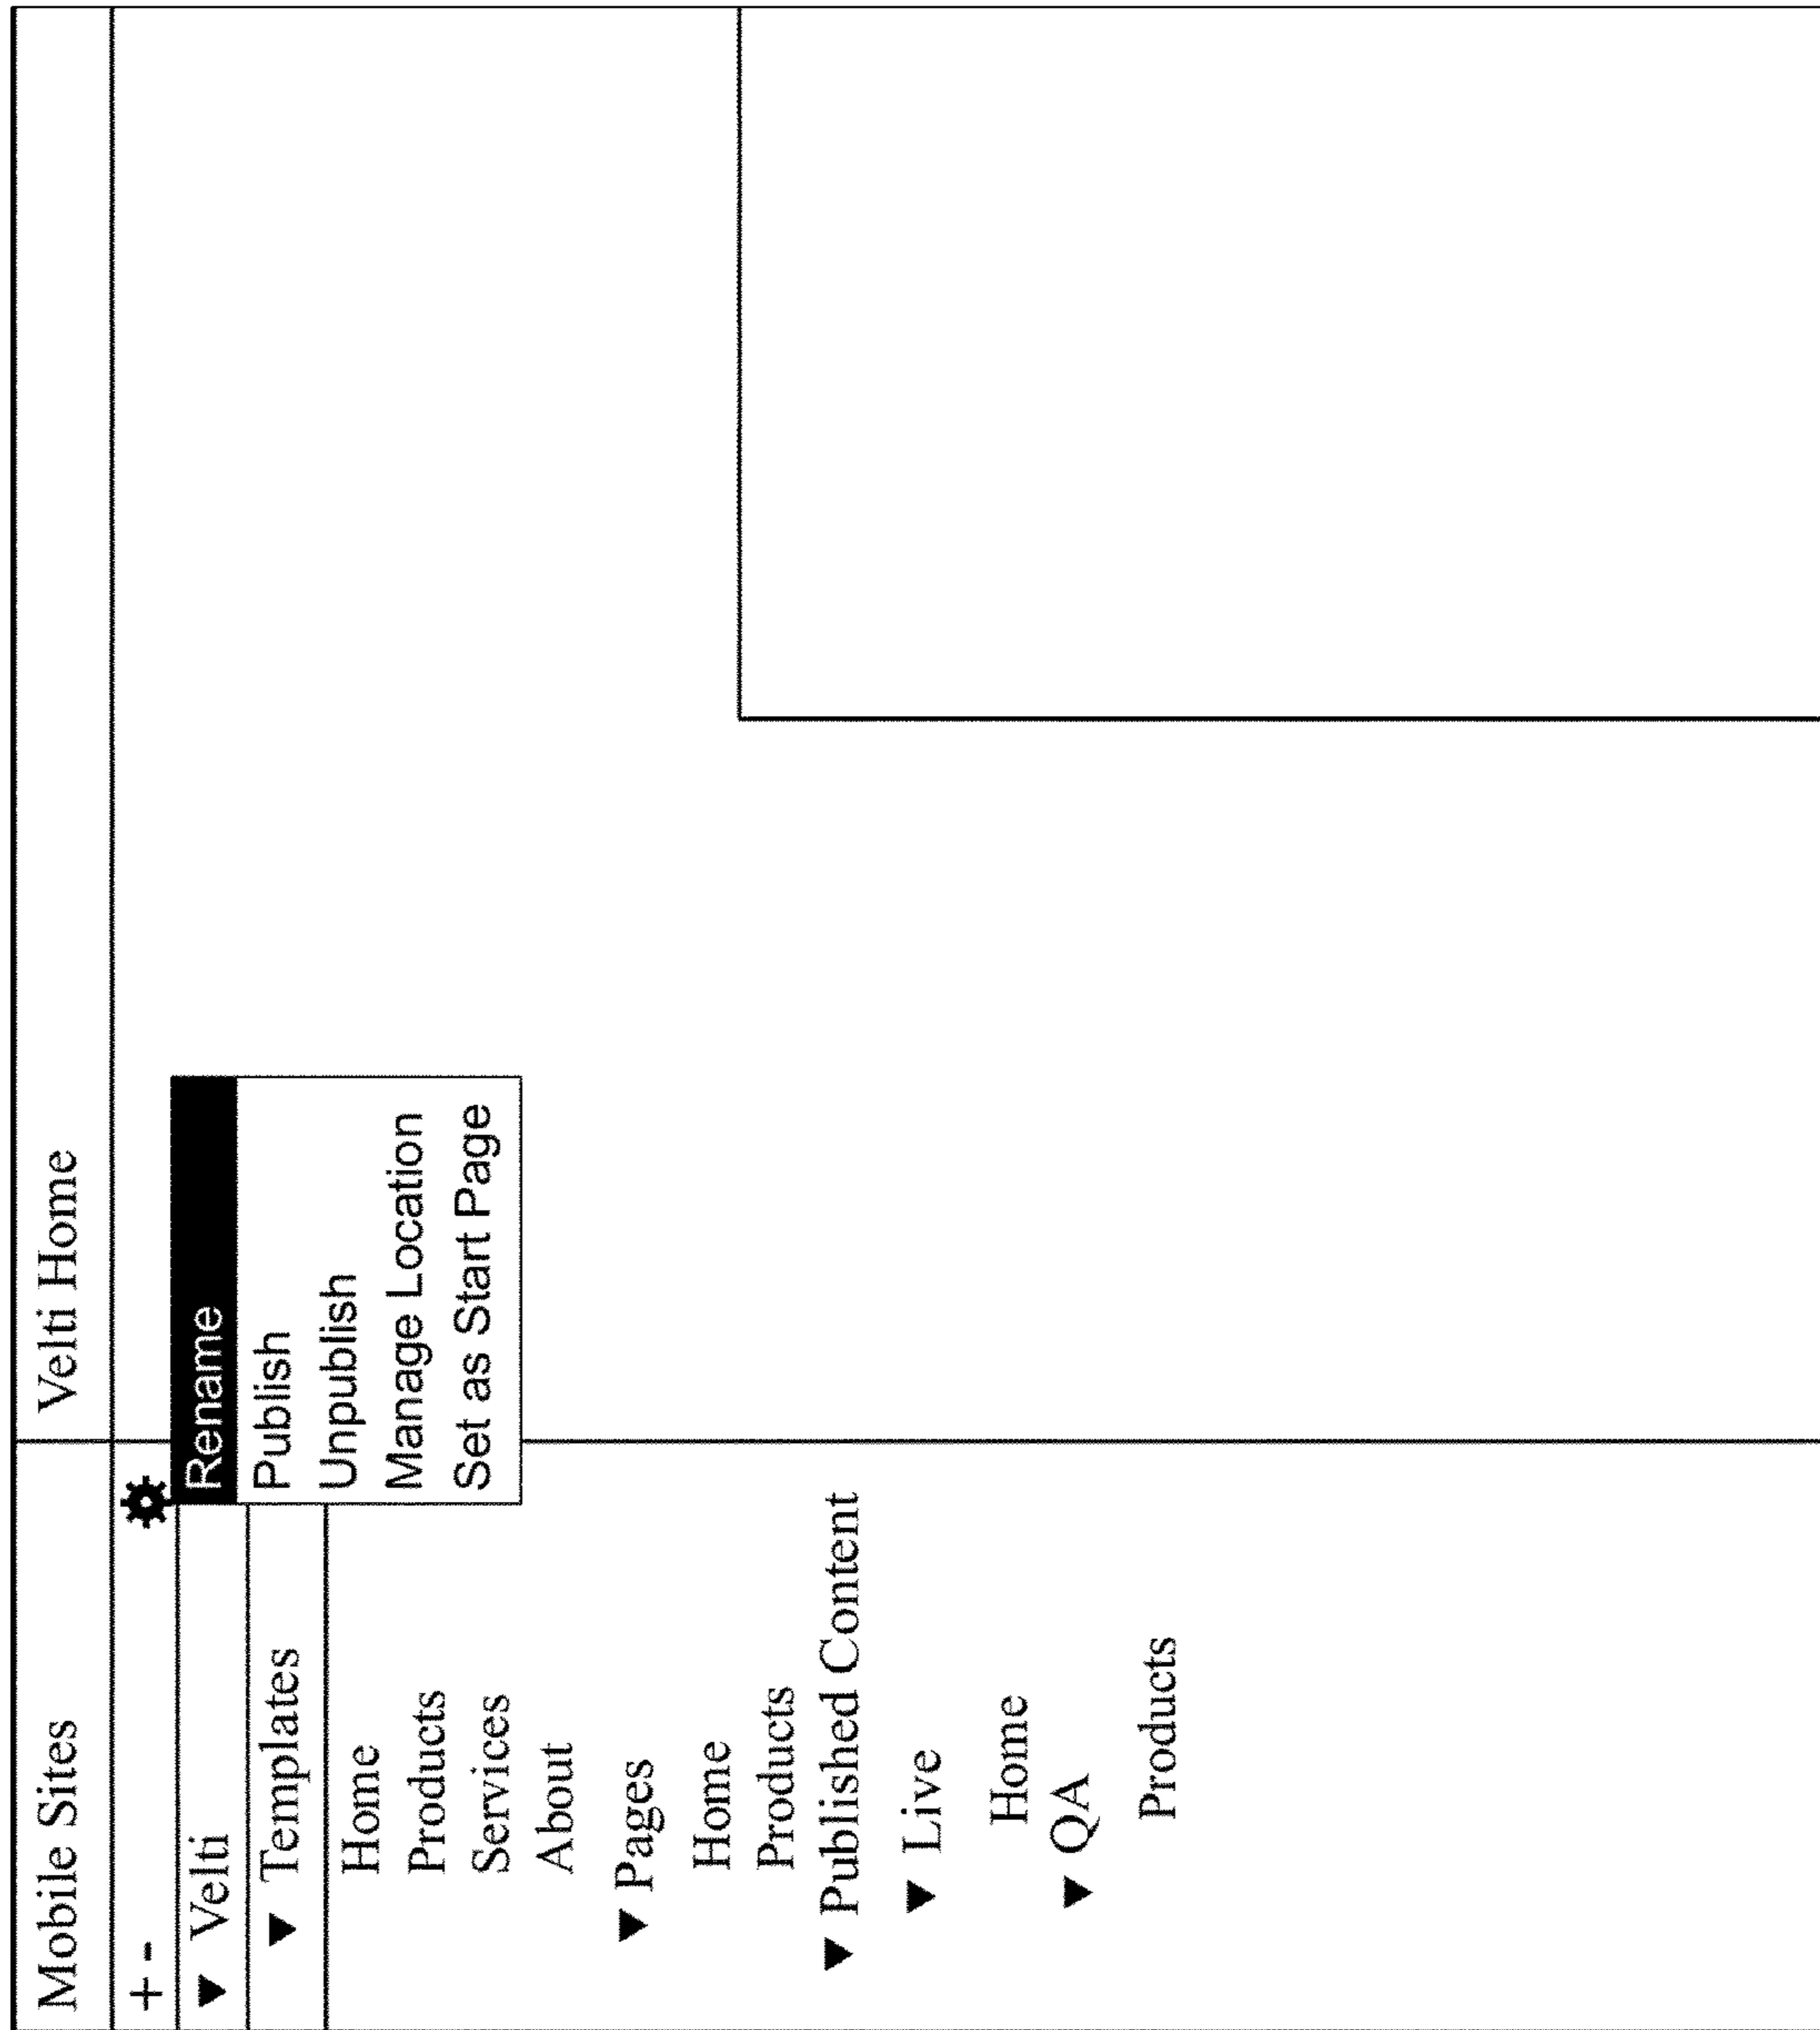 Mobile Sites
Velti Home
+ -
▼ Velti
▼ Templates
Home
Products
Services
About
▼ Pages
Home
Products
▼ Published Content
▼ Live
Home
▼ QA
Products
Rename
Publish
Unpublish
Manage Location
Set as Start Page